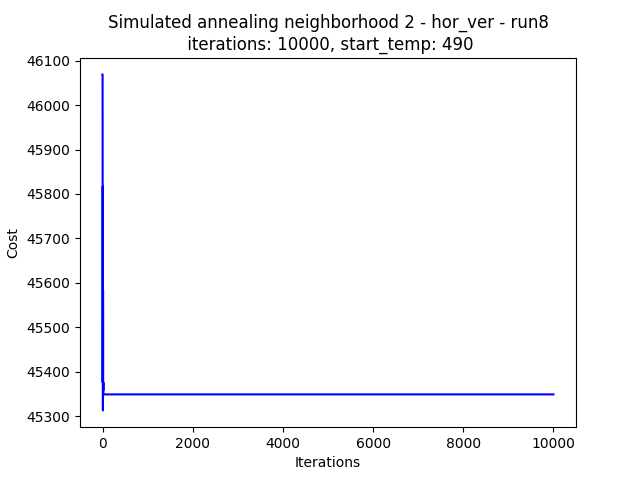 Simulated annealing neighborhood 2 - hor_ver - run8
iterations: 10000, start_temp: 490
46100
46000
45900
45800
45700
45600
45500
45400
45300
Cost
0 2000 4000 6000 8000 10000
Iterations